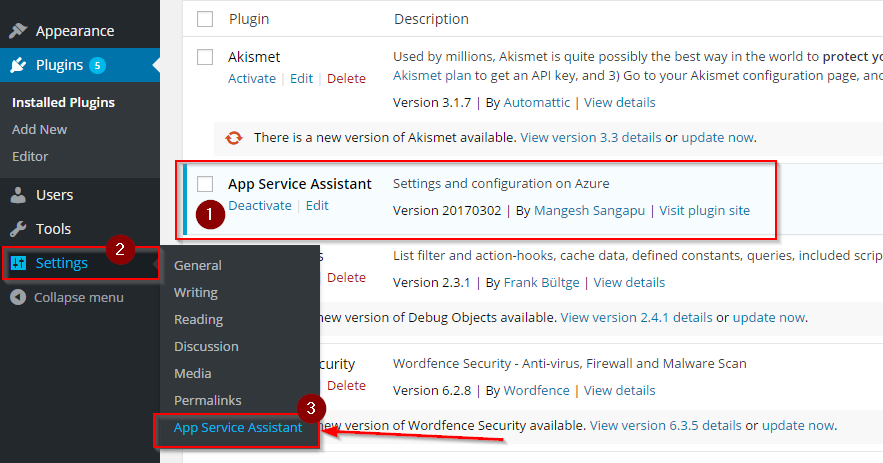 Appearance
Plugins 5
Installed Plugins
Add New
Editor
Users
Tools
2
Settings
Collapse menu
General
Writing
Reading
Discussion
Media
Permalinks
3
App Service Assistant
Plugin Description
Akismet
Activate | Edit | Delete
Used by millions, Akismet is quite possibly the best way in the world to protect yo
Akismet plan to get an API key, and 3) Go to your Akismet configuration page, and
Version 3.1.7 | By Automattic | View details
There is a new version of Akismet available. View version 3.3 details or update now.
App Service Assistant
Deactivate | Edit
1
Settings and configuration on Azure
Version 20170302 | By Mangesh Sangapu | Visit plugin site
s
Delete
List filter and action-hooks, cache data, defined constants, queries, included scrip
Version 2.3.1 | By Frank Bültge | View details
new version of Debug Objects available. View version 2.4.1 details or update now.
curity
Delete
Wordfence Security - Anti-virus, Firewall and Malware Scan
Version 6.2.8 | By Wordfence | View details
new version of Wordfence Security available. View version 6.3.5 details or update now.